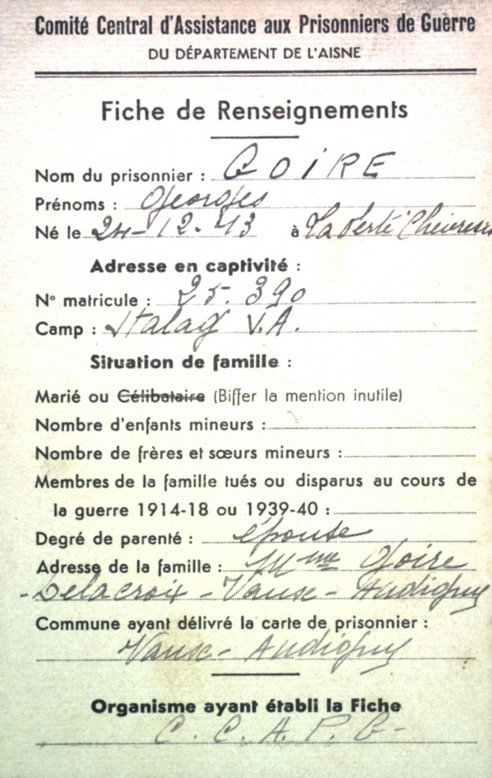 Comité Central d'Assistance aux Prisonniers de Guerre
DU DÉPARTEMENT DE L'AISNE
Fiche de Renseignements
Nom du prisonnier : GOIRE
Prénoms : Georges
Né le 24-12-13 à La Ferté Chevresis
Adresse en captivité :
N° matricule : 25.390
Camp : Stalag V.A.
Situation de famille :
Marié ou Célibataire (Biffer la mention inutile)
Nombre d'enfants mineurs :
Nombre de frères et sœurs mineurs :
Membres de la famille tués ou disparus au cours de
la guerre 1914-18 ou 1939-40 :
Degré de parenté : épouse
Adresse de la famille : Mme Goire
-Delacroix - Vaux - Andigny
Commune ayant délivré la carte de prisonnier :
Vaux - Andigny
Organisme ayant établi la Fiche
C. C. A. P. G-